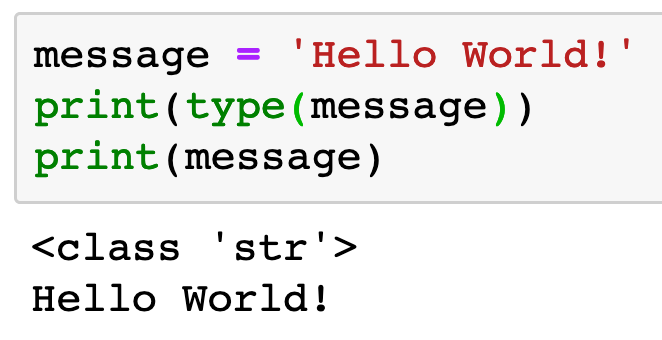 message = 'Hello World!'
print(type(message))
print(message)
<class 'str'>
Hello World!